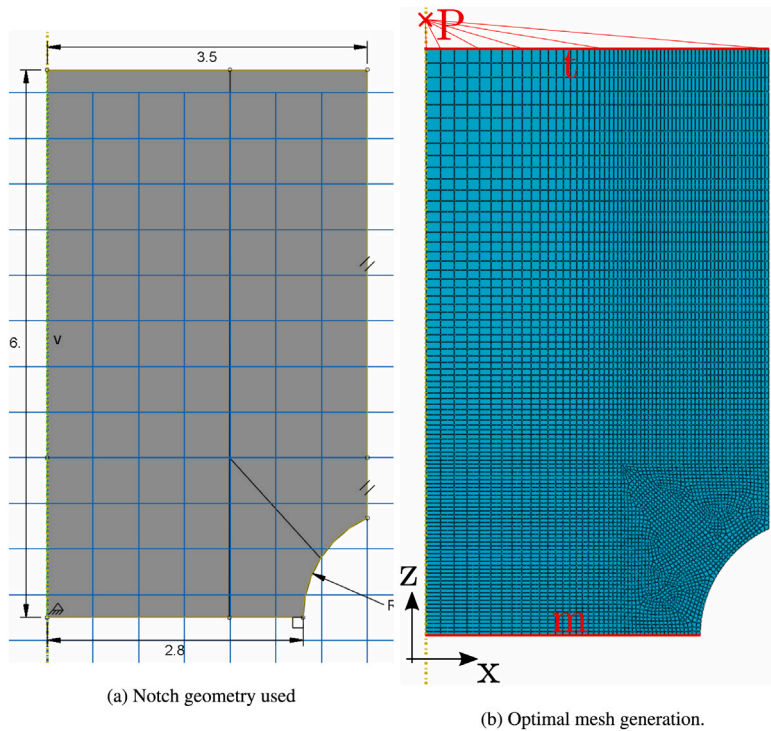 3.5
P
t
6.
v
R
Z
m
2.8
X
(a) Notch geometry used
(b) Optimal mesh generation.